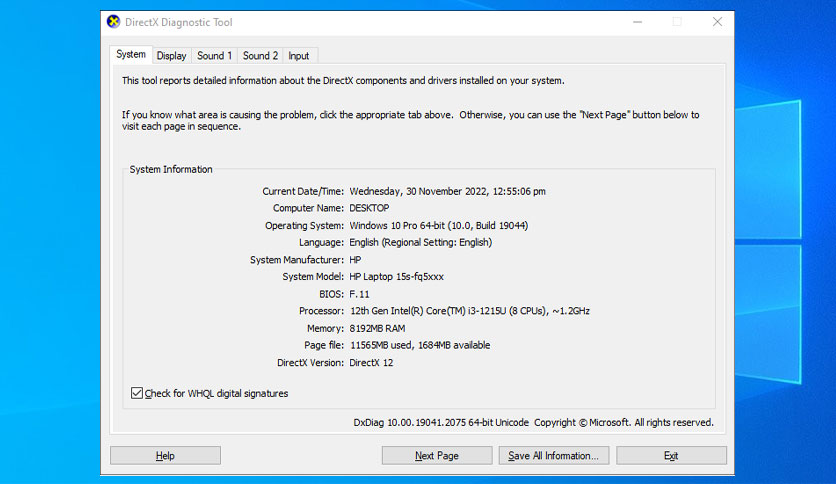 DirectX Diagnostic Tool
System Display Sound 1 Sound 2 Input
This tool reports detailed information about the DirectX components and drivers installed on your system.
If you know what area is causing the problem, click the appropriate tab above.  Otherwise, you can use the "Next Page" button below to
visit each page in sequence.
System Information
Current Date/Time: Wednesday, 30 November 2022, 12:55:06 pm
Computer Name: DESKTOP
Operating System: Windows 10 Pro 64-bit (10.0, Build 19044)
Language: English (Regional Setting: English)
System Manufacturer: HP
System Model: HP Laptop 15s-fq5xxx
BIOS: F.11
Processor: 12th Gen Intel(R) Core(TM) i3-1215U (8 CPUs), ~1.2GHz
Memory: 8192MB RAM
Page file: 11565MB used, 1684MB available
DirectX Version: DirectX 12
Check for WHQL digital signatures
DxDiag 10.00.19041.2075 64-bit Unicode  Copyright © Microsoft. All rights reserved.
Help Next Page Save All Information... Exit